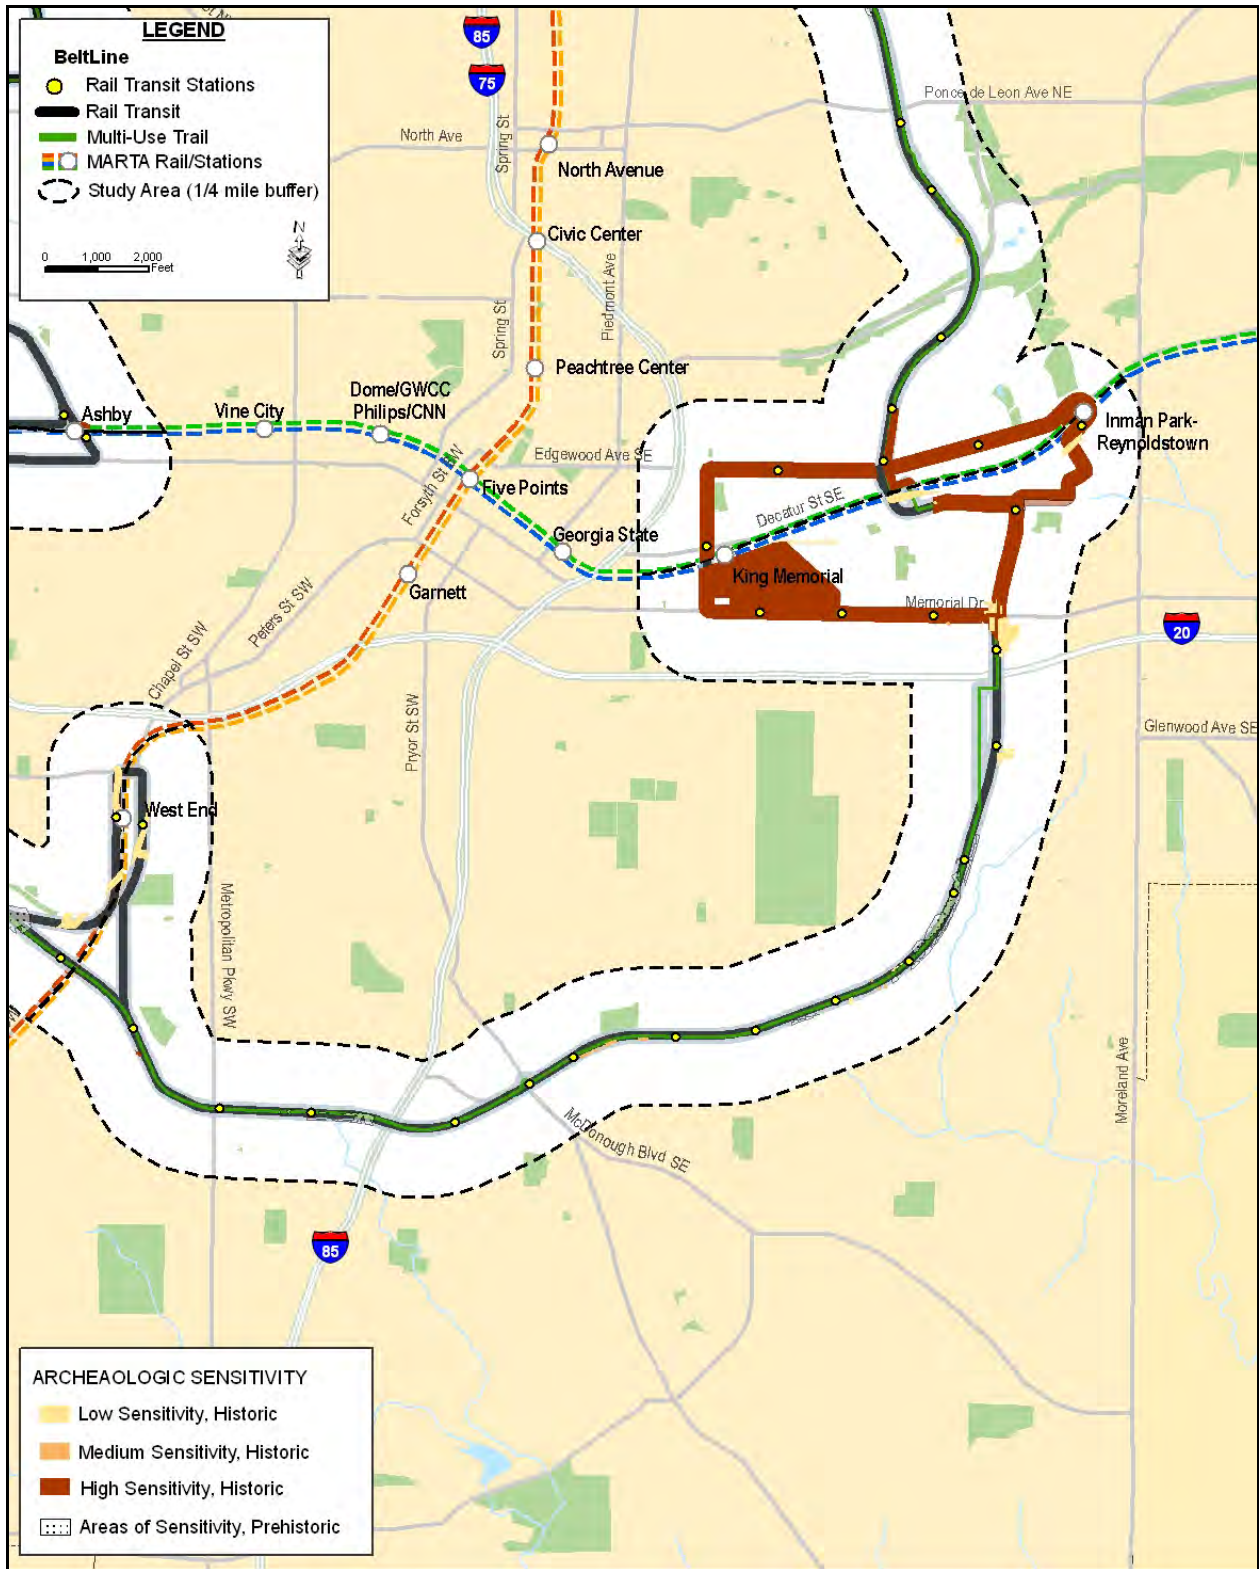 LEGEND
BeltLine
Rail Transit Stations
Rail Transit
Multi-Use Trail
MARTA Rail/Stations
Study Area (1/4 mile buffer)
N
0 1,000 2,000
Feet
85
75
Ponce de Leon Ave NE
North Ave
Spring St
North Avenue
Civic Center
Piedmont Ave
Spring St
Peachtree Center
Dome/GWCC
Philips/CNN
Ashby
Vine City
Inman Park-
Reynoldstown
Edgewood Ave SE
Forsyth St SW
Five Points
Decatur St SE
Georgia State
King Memorial
Garnett
Memorial Dr
Peters St SW
20
Chapel St SW
Pryor St SW
Glenwood Ave SE
West End
Metropolitan Pkwy SW
Moreland Ave
McDonough Blvd SE
85
ARCHEAOLOGIC SENSITIVITY
Low Sensitivity, Historic
Medium Sensitivity, Historic
High Sensitivity, Historic
Areas of Sensitivity, Prehistoric